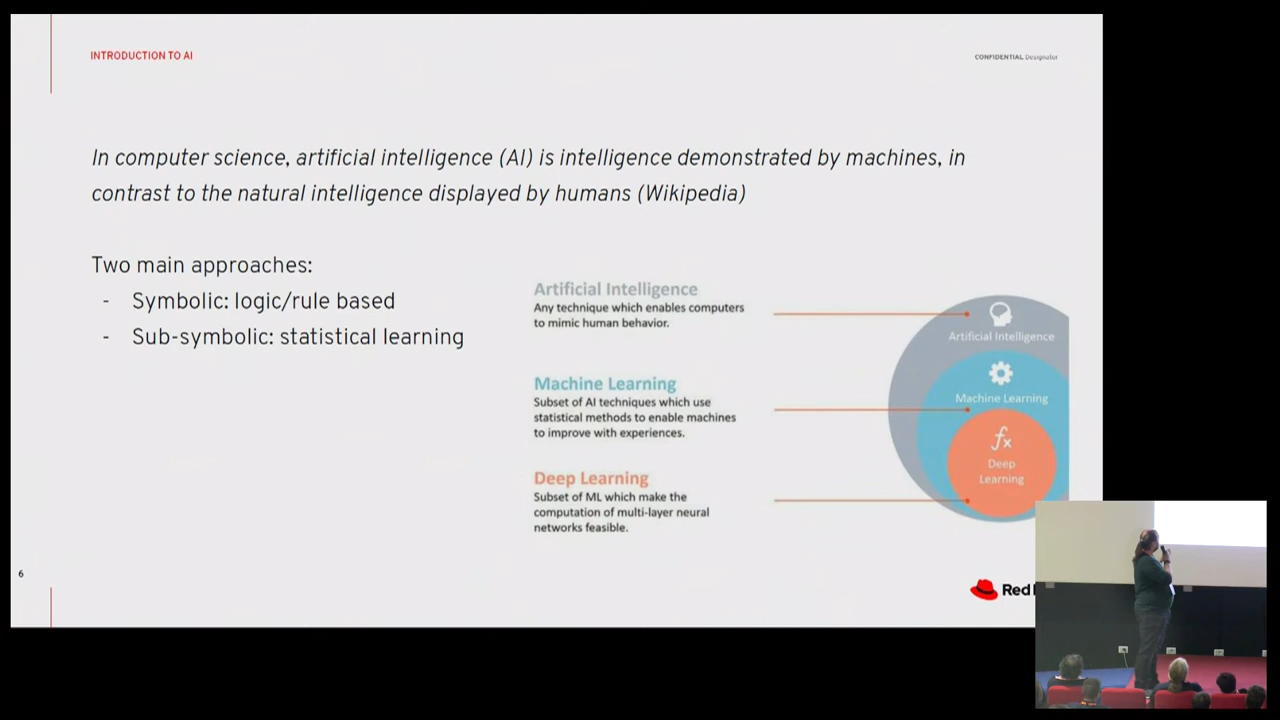 INTRODUCTION TO AI
CONFIDENTIAL Designator
In computer science, artificial intelligence (AI) is intelligence demonstrated by machines, in
contrast to the natural intelligence displayed by humans (Wikipedia)
Two main approaches:
- Symbolic: logic/rule based
- Sub-symbolic: statistical learning
Artificial Intelligence
Any technique which enables computers
to mimic human behavior.
Machine Learning
Subset of AI techniques which use
statistical methods to enable machines
to improve with experiences.
Deep Learning
Subset of ML which make the
computation of multi-layer neural
networks feasible.
Artificial Intelligence
Machine Learning
fx
Deep
Learning
6
Red